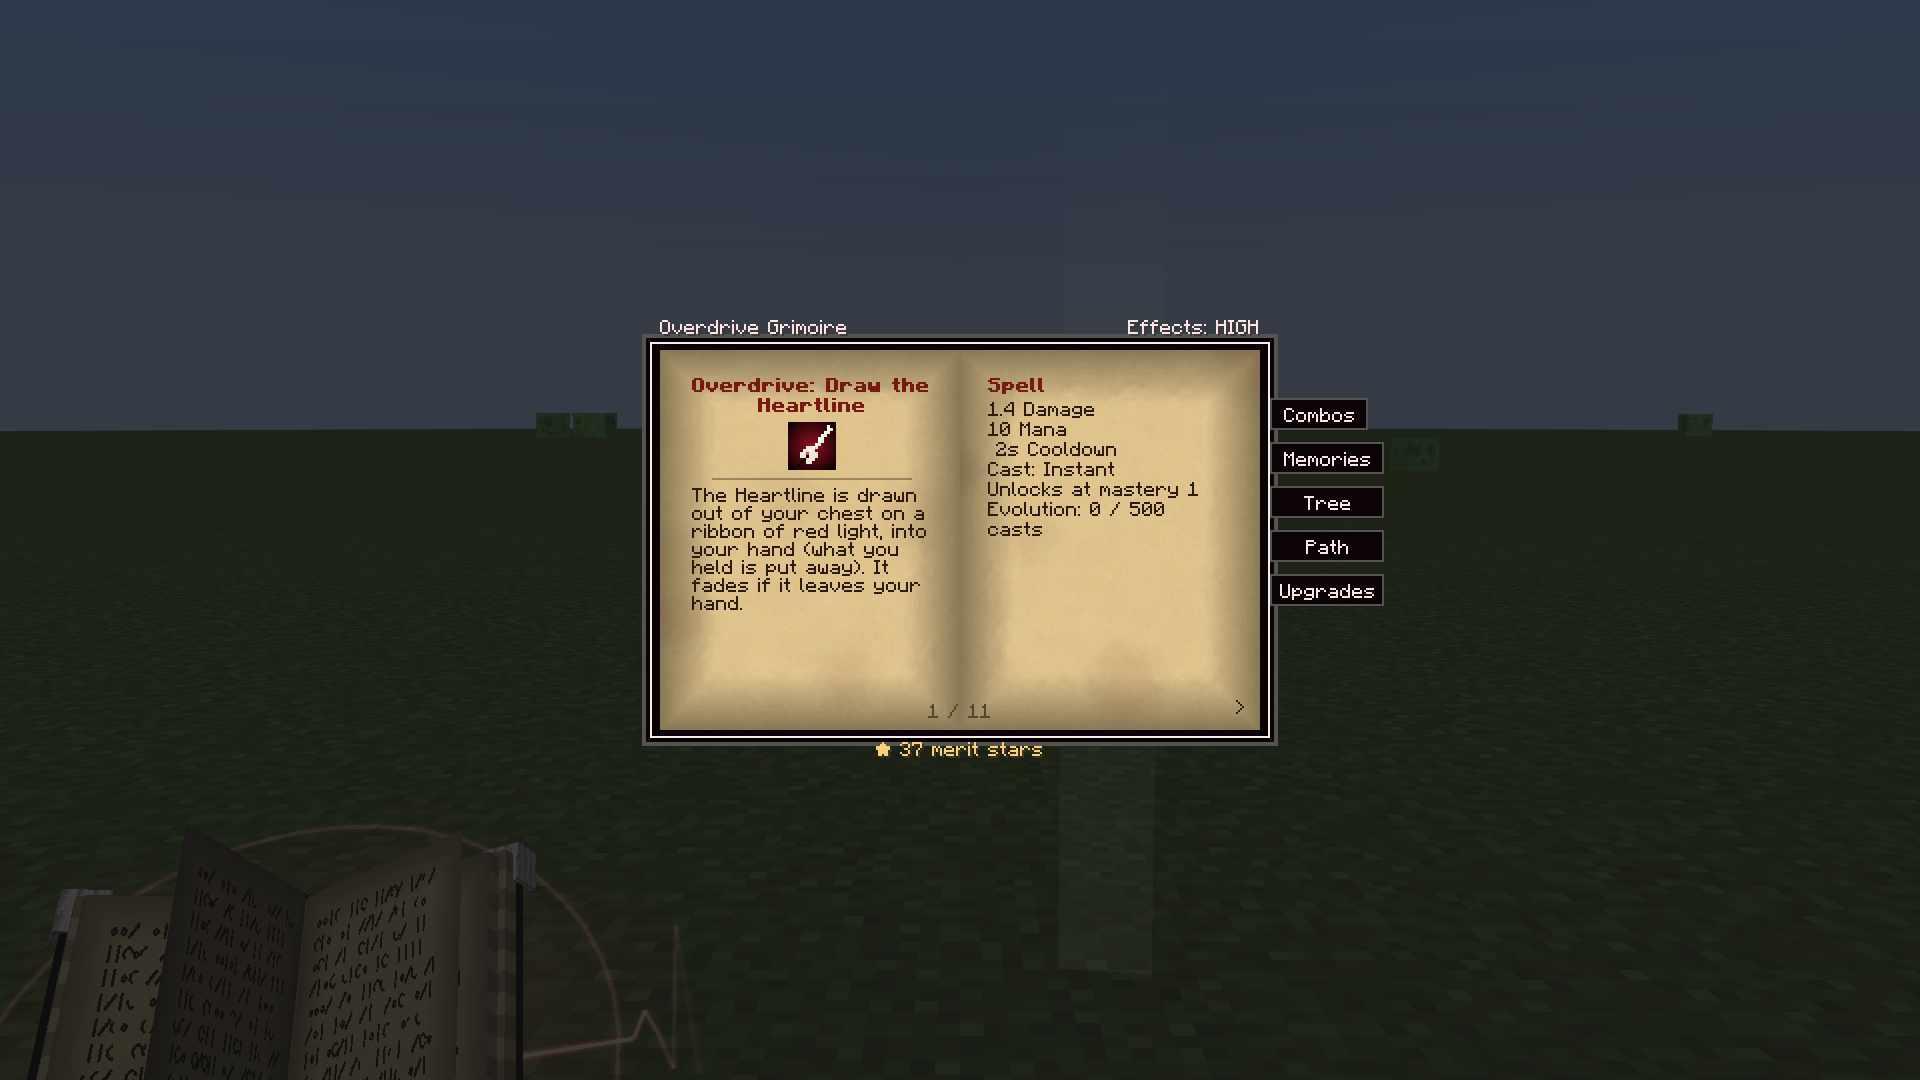 Overdrive Grimoire
Effects: HIGH
Overdrive: Draw the
Heartline
The Heartline is drawn
out of your chest on a
ribbon of red light, into
your hand (what you
held is put away). It
fades if it leaves your
hand.
Spell
1.4 Damage
10 Mana
2s Cooldown
Cast: Instant
Unlocks at mastery 1
Evolution: 0 / 500
casts
1 / 11
>
Combos
Memories
Tree
Path
Upgrades
37 merit stars